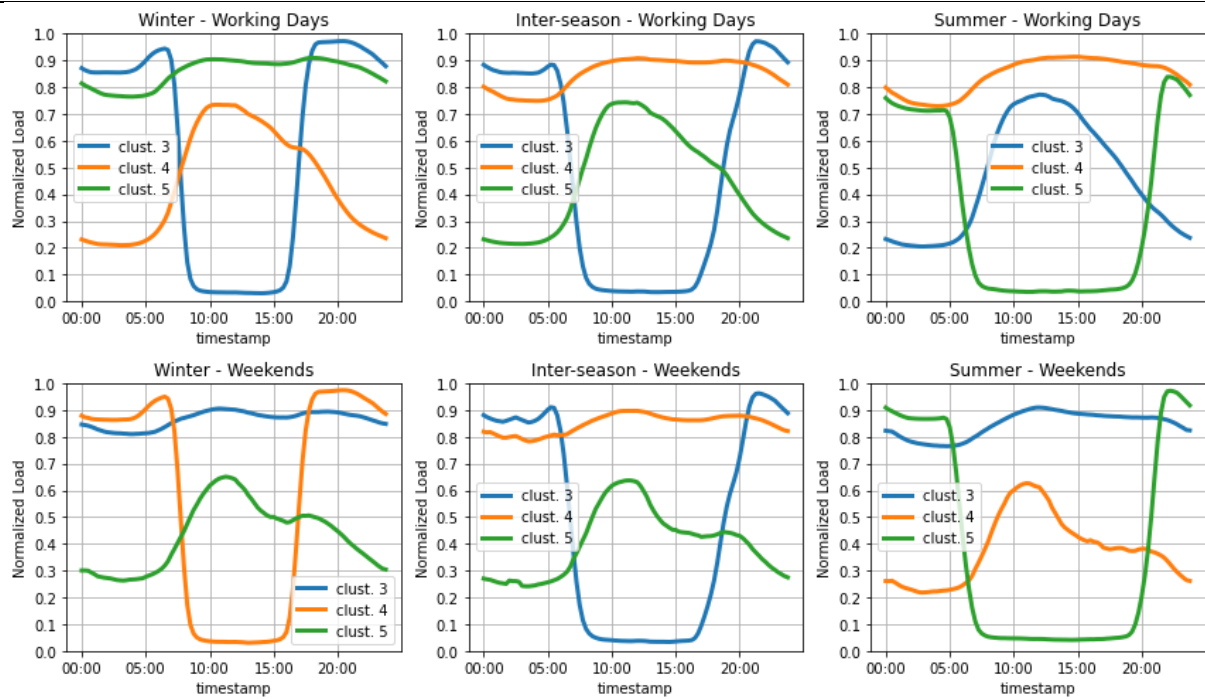 Winter - Working Days
Normalized Load
1.0
0.9
0.8
0.7
0.6
0.5
0.4
0.3
0.2
0.1
0.0
clust. 3
clust. 4
clust. 5
00:00 05:00 10:00 15:00 20:00
timestamp
Inter-season - Working Days
Normalized Load
1.0
0.9
0.8
0.7
0.6
0.5
0.4
0.3
0.2
0.1
0.0
clust. 3
clust. 4
clust. 5
00:00 05:00 10:00 15:00 20:00
timestamp
Summer - Working Days
Normalized Load
1.0
0.9
0.8
0.7
0.6
0.5
0.4
0.3
0.2
0.1
0.0
clust. 3
clust. 4
clust. 5
00:00 05:00 10:00 15:00 20:00
timestamp
Winter - Weekends
Normalized Load
1.0
0.9
0.8
0.7
0.6
0.5
0.4
0.3
0.2
0.1
0.0
clust. 3
clust. 4
clust. 5
00:00 05:00 10:00 15:00 20:00
timestamp
Inter-season - Weekends
Normalized Load
1.0
0.9
0.8
0.7
0.6
0.5
0.4
0.3
0.2
0.1
0.0
clust. 3
clust. 4
clust. 5
00:00 05:00 10:00 15:00 20:00
timestamp
Summer - Weekends
Normalized Load
1.0
0.9
0.8
0.7
0.6
0.5
0.4
0.3
0.2
0.1
0.0
clust. 3
clust. 4
clust. 5
00:00 05:00 10:00 15:00 20:00
timestamp